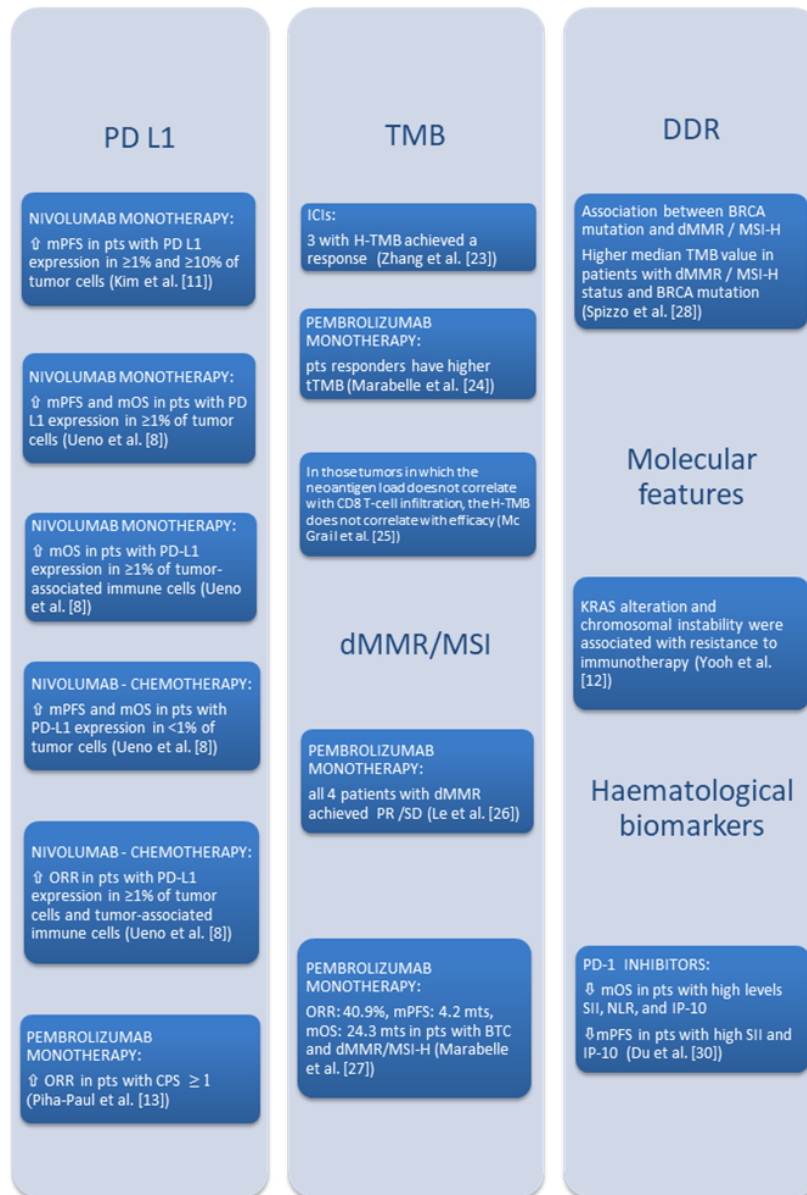 PD L1
NIVOLUMAB MONOTHERAPY:
⇧ mPFS in pts with PD L1
expression in ≥1% and ≥10% of
tumor cells (Kim et al. [11])
NIVOLUMAB MONOTHERAPY:
⇧ mPFS and mOS in pts with PD
L1 expression in ≥1% of tumor
cells (Ueno et al. [8])
NIVOLUMAB MONOTHERAPY:
⇧ mOS in pts with PD-L1
expression in ≥1% of tumor-
associated immune cells (Ueno
et al. [8])
NIVOLUMAB - CHEMOTHERAPY:
⇧ mPFS and mOS in pts with
PD-L1 expression in <1% of
tumor cells (Ueno et al. [8])
NIVOLUMAB - CHEMOTHERAPY:
⇧ ORR in pts with PD-L1
expression in ≥1% of tumor
cells and tumor-associated
immune cells (Ueno et al. [8])
PEMBROLIZUMAB
MONOTHERAPY:
⇧ ORR in pts with CPS ≥ 1
(Piha-Paul et al. [13])
TMB
ICIs:
3 with H-TMB achieved a
response (Zhang et al. [23])
PEMBROLIZUMAB
MONOTHERAPY:
pts responders have higher
tTMB (Marabelle et al. [24])
In those tumors in which the
neoantigen load does not correlate
with CD8 T-cell infiltration, the H-TMB
does not correlate with efficacy (Mc
Grail et al. [25])
dMMR/MSI
PEMBROLIZUMAB
MONOTHERAPY:
all 4 patients with dMMR
achieved PR /SD (Le et al. [26])
PEMBROLIZUMAB
MONOTHERAPY:
ORR: 40.9%, mPFS: 4.2 mts,
mOS: 24.3 mts in pts with BTC
and dMMR/MSI-H (Marabelle
et al. [27])
DDR
Association between BRCA
mutation and dMMR / MSI-H
Higher median TMB value in
patients with dMMR / MSI-H
status and BRCA mutation
(Spizzo et al. [28])
Molecular
features
KRAS alteration and
chromosomal instability were
associated with resistance to
immunotherapy (Yooh et al.
[12])
Haematological
biomarkers
PD-1 INHIBITORS:
⇩ mOS in pts with high levels
SII, NLR, and IP-10
⇩mPFS in pts with high SII and
IP-10 (Du et al. [30])